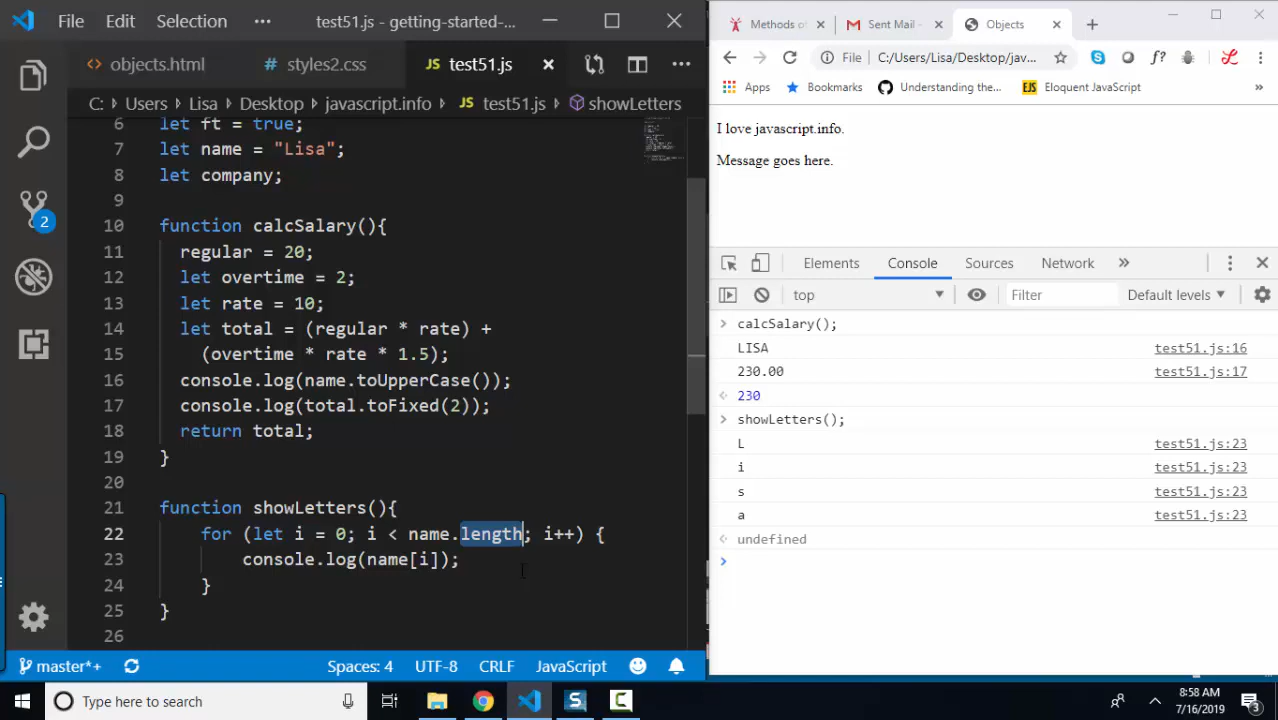 File Edit Selection ··· test51.js - getting-started-...
objects.html # styles2.css JS test51.js
C: > Users > Lisa > Desktop > javascript.info > JS test51.js > showLetters
6 let ft = true;
7 let name = "Lisa";
8 let company;
9
10 function calcSalary(){
11 regular = 20;
12 let overtime = 2;
13 let rate = 10;
14 let total = (regular * rate) +
15 (overtime * rate * 1.5);
16 console.log(name.toUpperCase());
17 console.log(total.toFixed(2));
18 return total;
19 }
20
21 function showLetters(){
22 for (let i = 0; i < name.length; i++) {
23 console.log(name[i]);
24 }
25 }
26
2
master*+ Spaces: 4 UTF-8 CRLF JavaScript
Methods o Sent Mail - Objects
File C:/Users/Lisa/Desktop/jav... f?
Apps Bookmarks Understanding the... EJS Eloquent JavaScript »
I love javascript.info.
Message goes here.
Elements Console Sources Network »
top Filter Default levels
> calcSalary();
LISA test51.js:16
230.00 test51.js:17
230
> showLetters();
L test51.js:23
i test51.js:23
s test51.js:23
a test51.js:23
undefined
>
Type here to search
8:58 AM
7/16/2019
3